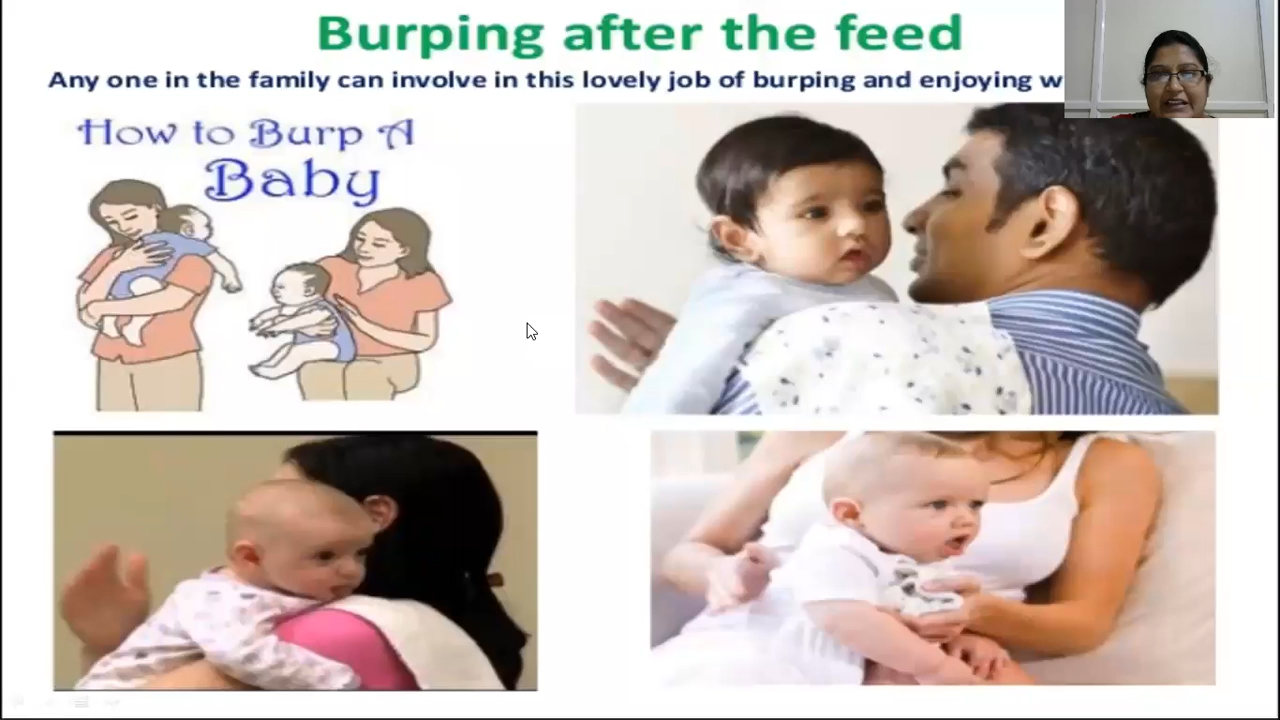 Burping after the feed
Any one in the family can involve in this lovely job of burping and enjoying
How to Burp A
Baby